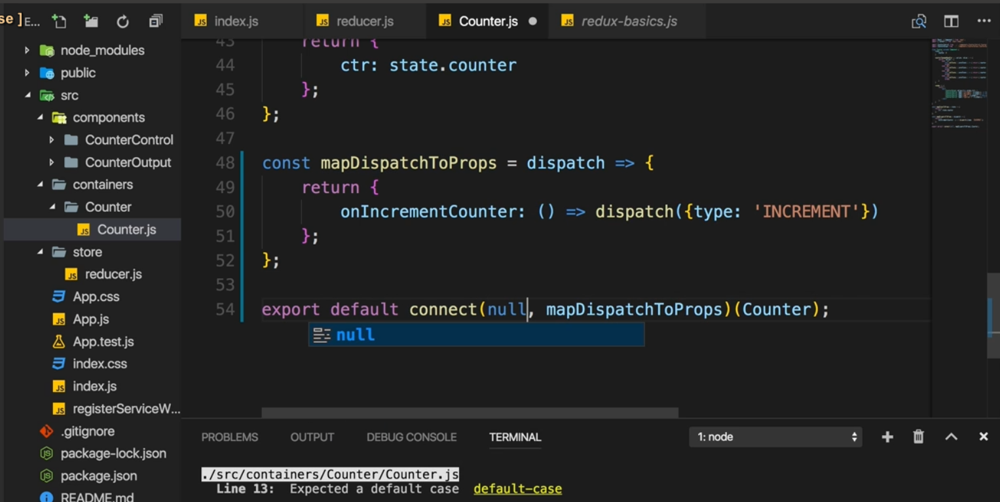 se ] E...
index.js
reducer.js
Counter.js
redux-basics.js
node_modules
public
src
components
CounterControl
CounterOutput
containers
Counter
Counter.js
store
reducer.js
App.css
App.js
App.test.js
index.css
index.js
registerServiceW...
.gitignore
package-lock.json
package.json
README.md
43 return {
44 ctr: state.counter
45 };
46 };
47
48 const mapDispatchToProps = dispatch => {
49 return {
50 onIncrementCounter: () => dispatch({type: 'INCREMENT'})
51 };
52 };
53
54 export default connect(null, mapDispatchToProps)(Counter);
null
PROBLEMS OUTPUT DEBUG CONSOLE TERMINAL 1: node
./src/containers/Counter/Counter.js
Line 13: Expected a default case default-case